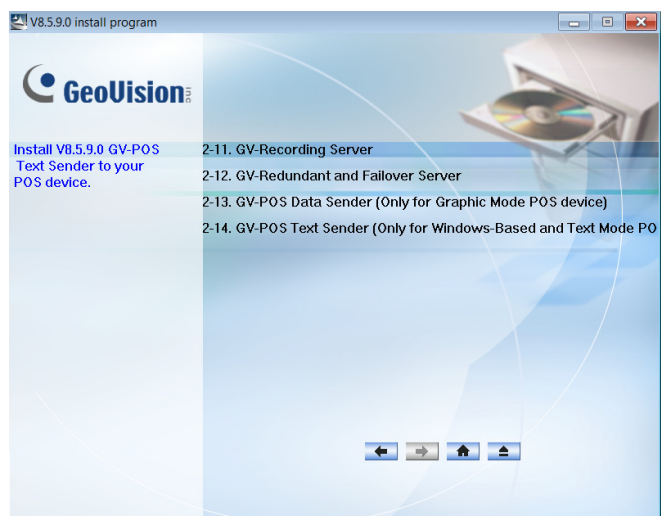 V8.5.9.0 install program
GeoVision Inc
Install V8.5.9.0 GV-POS
Text Sender to your
POS device.
2-11. GV-Recording Server
2-12. GV-Redundant and Failover Server
2-13. GV-POS Data Sender (Only for Graphic Mode POS device)
2-14. GV-POS Text Sender (Only for Windows-Based and Text Mode PO